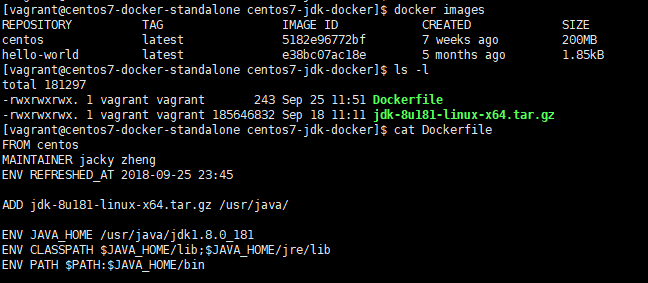 [vagrant@centos7-docker-standalone centos7-jdk-docker]$ docker images
REPOSITORY TAG IMAGE ID CREATED SIZE
centos latest 5182e96772bf 7 weeks ago 200MB
hello-world latest e38bc07ac18e 5 months ago 1.85kB
[vagrant@centos7-docker-standalone centos7-jdk-docker]$ ls -l
total 181297
-rwxrwxrwx. 1 vagrant vagrant 243 Sep 25 11:51 Dockerfile
-rwxrwxrwx. 1 vagrant vagrant 185646832 Sep 18 11:11 jdk-8u181-linux-x64.tar.gz
[vagrant@centos7-docker-standalone centos7-jdk-docker]$ cat Dockerfile
FROM centos
MAINTAINER jacky zheng
ENV REFRESHED_AT 2018-09-25 23:45
ADD jdk-8u181-linux-x64.tar.gz /usr/java/
ENV JAVA_HOME /usr/java/jdk1.8.0_181
ENV CLASSPATH $JAVA_HOME/lib;$JAVA_HOME/jre/lib
ENV PATH $PATH:$JAVA_HOME/bin